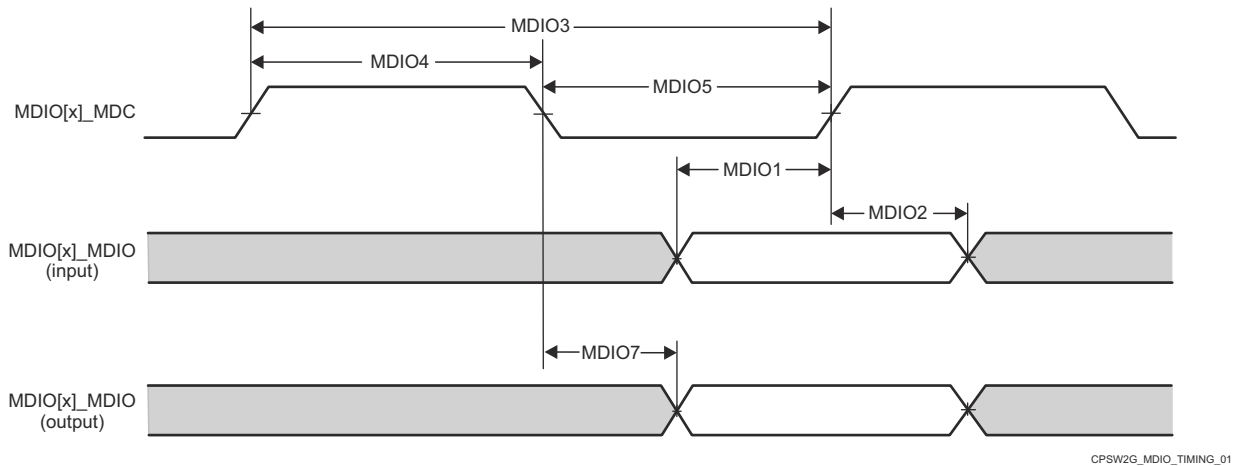 MDIO3
MDIO4
MDIO5
MDIO[x]_MDC
MDIO1
MDIO2
MDIO[x]_MDIO
(input)
MDIO7
MDIO[x]_MDIO
(output)
CPSW2G_MDIO_TIMING_01